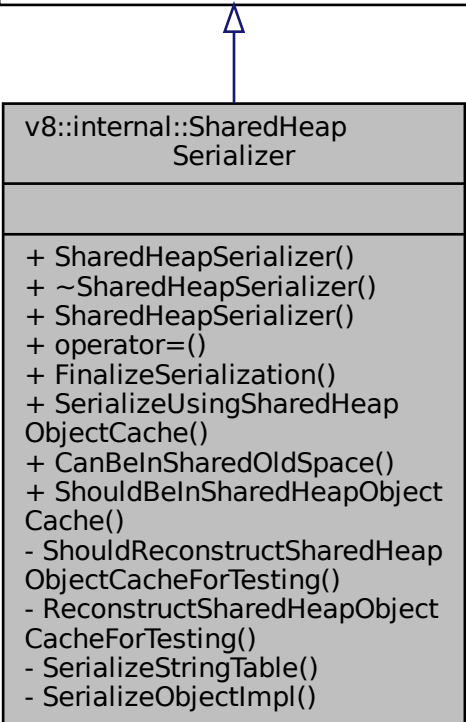 v8::internal::SharedHeap
Serializer
+ SharedHeapSerializer()
+ ~SharedHeapSerializer()
+ SharedHeapSerializer()
+ operator=()
+ FinalizeSerialization()
+ SerializeUsingSharedHeap
ObjectCache()
+ CanBeInSharedOldSpace()
+ ShouldBeInSharedHeapObject
Cache()
- ShouldReconstructSharedHeap
ObjectCacheForTesting()
- ReconstructSharedHeapObject
CacheForTesting()
- SerializeStringTable()
- SerializeObjectImpl()